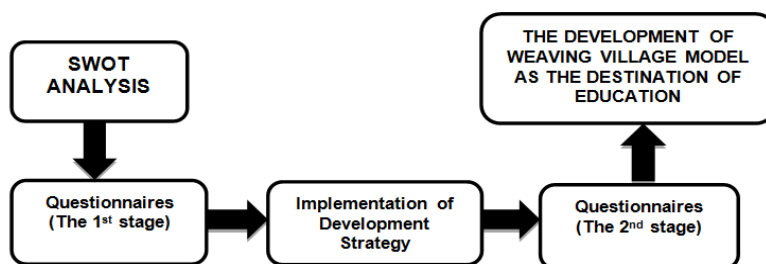 SWOT
ANALYSIS
THE DEVELOPMENT OF
WEAVING VILLAGE MODEL
AS THE DESTINATION OF
EDUCATION
Questionnaires
(The 1st stage)
Implementation of
Development
Strategy
Questionnaires
(The 2nd stage)